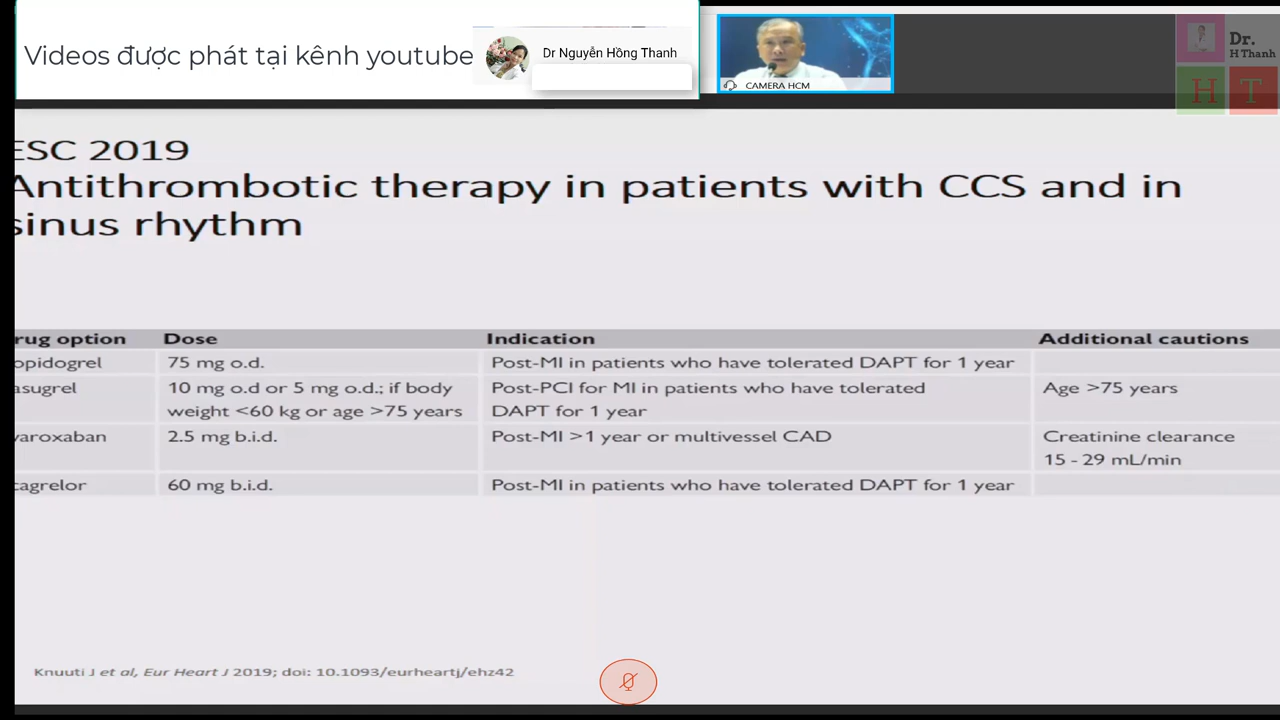 Videos được phát tại kênh youtube
Dr Nguyễn Hồng Thanh
CAMERA HCM
Dr.
H Thanh
H T
ESC 2019
Antithrombotic therapy in patients with CCS and in
sinus rhythm
rug option Dose Indication Additional cautions
opidogrel 75 mg o.d. Post-MI in patients who have tolerated DAPT for 1 year
asugrel 10 mg o.d or 5 mg o.d.; if body Post-PCI for MI in patients who have tolerated Age >75 years
weight <60 kg or age >75 years DAPT for 1 year
varoxaban 2.5 mg b.i.d. Post-MI >1 year or multivessel CAD Creatinine clearance
15 - 29 mL/min
cagrelor 60 mg b.i.d. Post-MI in patients who have tolerated DAPT for 1 year
Knuuti J et al, Eur Heart J 2019; doi: 10.1093/eurheartj/ehz42